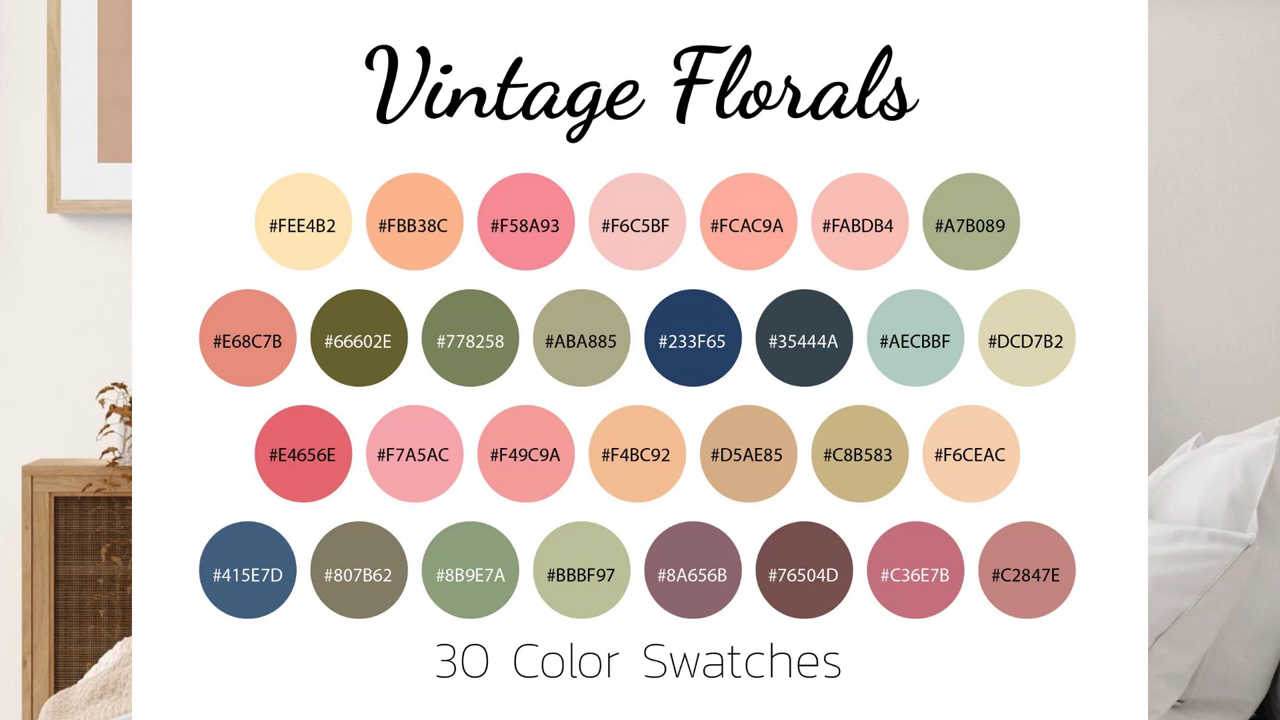 Vintage Florals
#FEE4B2 #FBB38C #F58A93 #F6C5BF #FCAC9A #FABDB4 #A7B089
#E68C7B #66602E #778258 #ABA885 #233F65 #35444A #AECBBF #DCD7B2
#E4656E #F7A5AC #F49C9A #F4BC92 #D5AE85 #C8B583 #F6CEAC
#415E7D #807B62 #8B9E7A #BBBF97 #8A656B #76504D #C36E7B #C2847E
30 Color Swatches